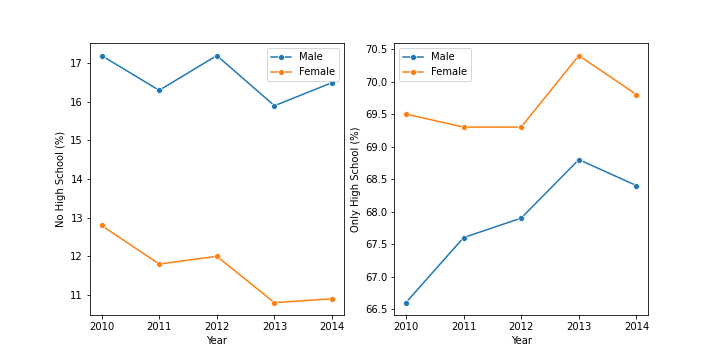 No High School (%)
17
16
15
14
13
12
11
2010 2011 2012 2013 2014
Year
Male
Female
Only High School (%)
70.5
70.0
69.5
69.0
68.5
68.0
67.5
67.0
66.5
2010 2011 2012 2013 2014
Year
Male
Female